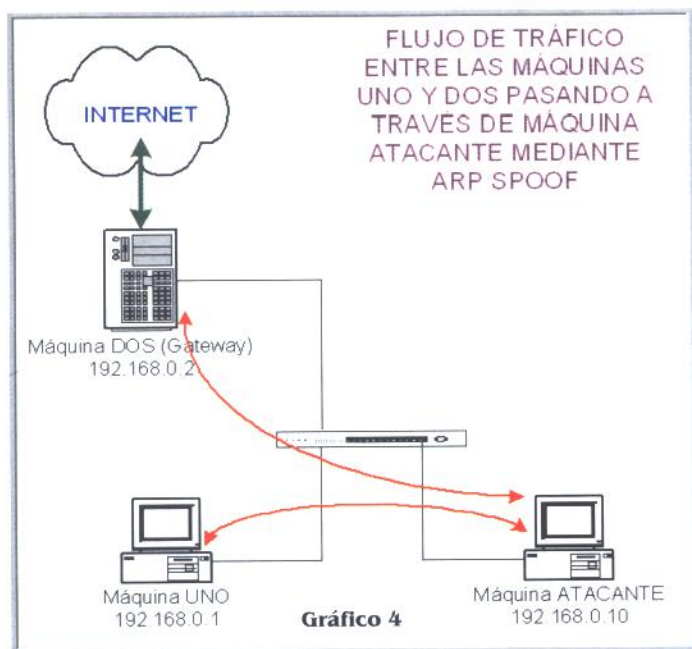 FLUJO DE TRÁFICO
ENTRE LAS MÁQUINAS
UNO Y DOS PASANDO A
TRAVÉS DE MÁQUINA
ATACANTE MEDIANTE
ARP SPOOF
INTERNET
Máquina DOS (Gateway)
192.168.0.2
Máquina UNO
192.168.0.1
Máquina ATACANTE
192.168.0.10
Gráfico 4